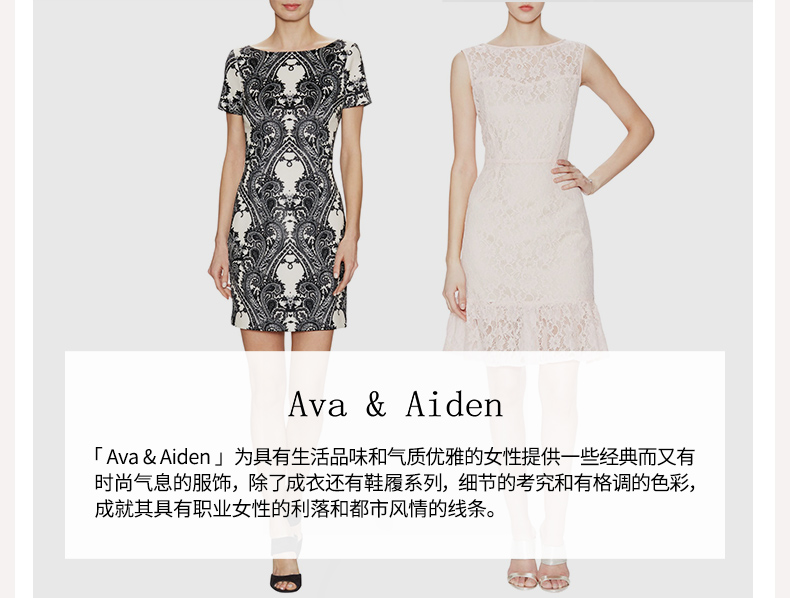 Ava & Aiden
「 Ava & Aiden 」为具有生活品味和气质优雅的女性提供一些经典而又有
时尚气息的服饰，除了成衣还有鞋履系列，细节的考究和有格调的色彩，
成就其具有职业女性的利落和都市风情的线条。